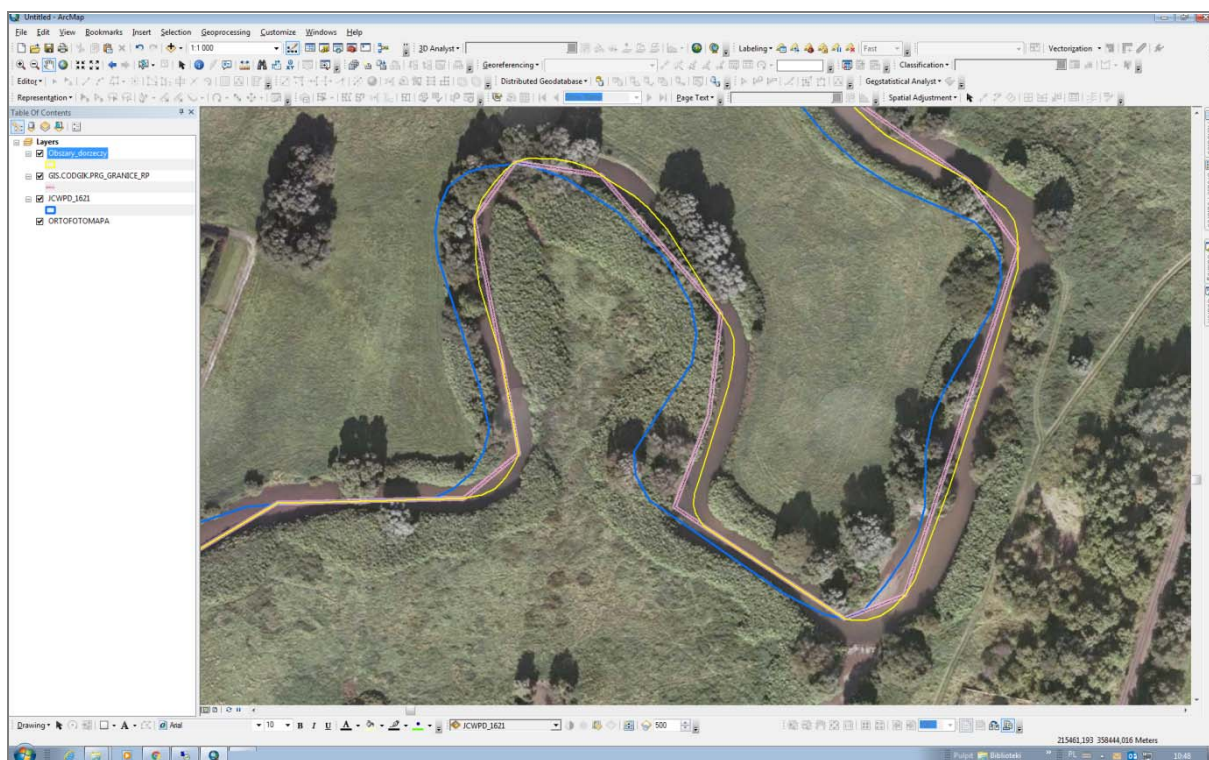 Untitled - ArcMap
File Edit View Bookmarks Insert Selection Geoprocessing Customize Windows Help
1:1 000 3D Analyst Labeling Fast Vectorization
Georeferencing Classification
Editor Distributed Geodatabase Geostatistical Analyst
Representation Page Text Spatial Adjustment
Table Of Contents
Layers
Obszary_dorzeczy
GIS.CODGIK.PRG_GRANICE_RP
JCWPD_1621
ORTOFOTOMAPA
Drawing A Arial 10 B I U A JCWPD_1621 500
215461,193 358444,016 Meters
Pulpit Biblioteki PL 10:48